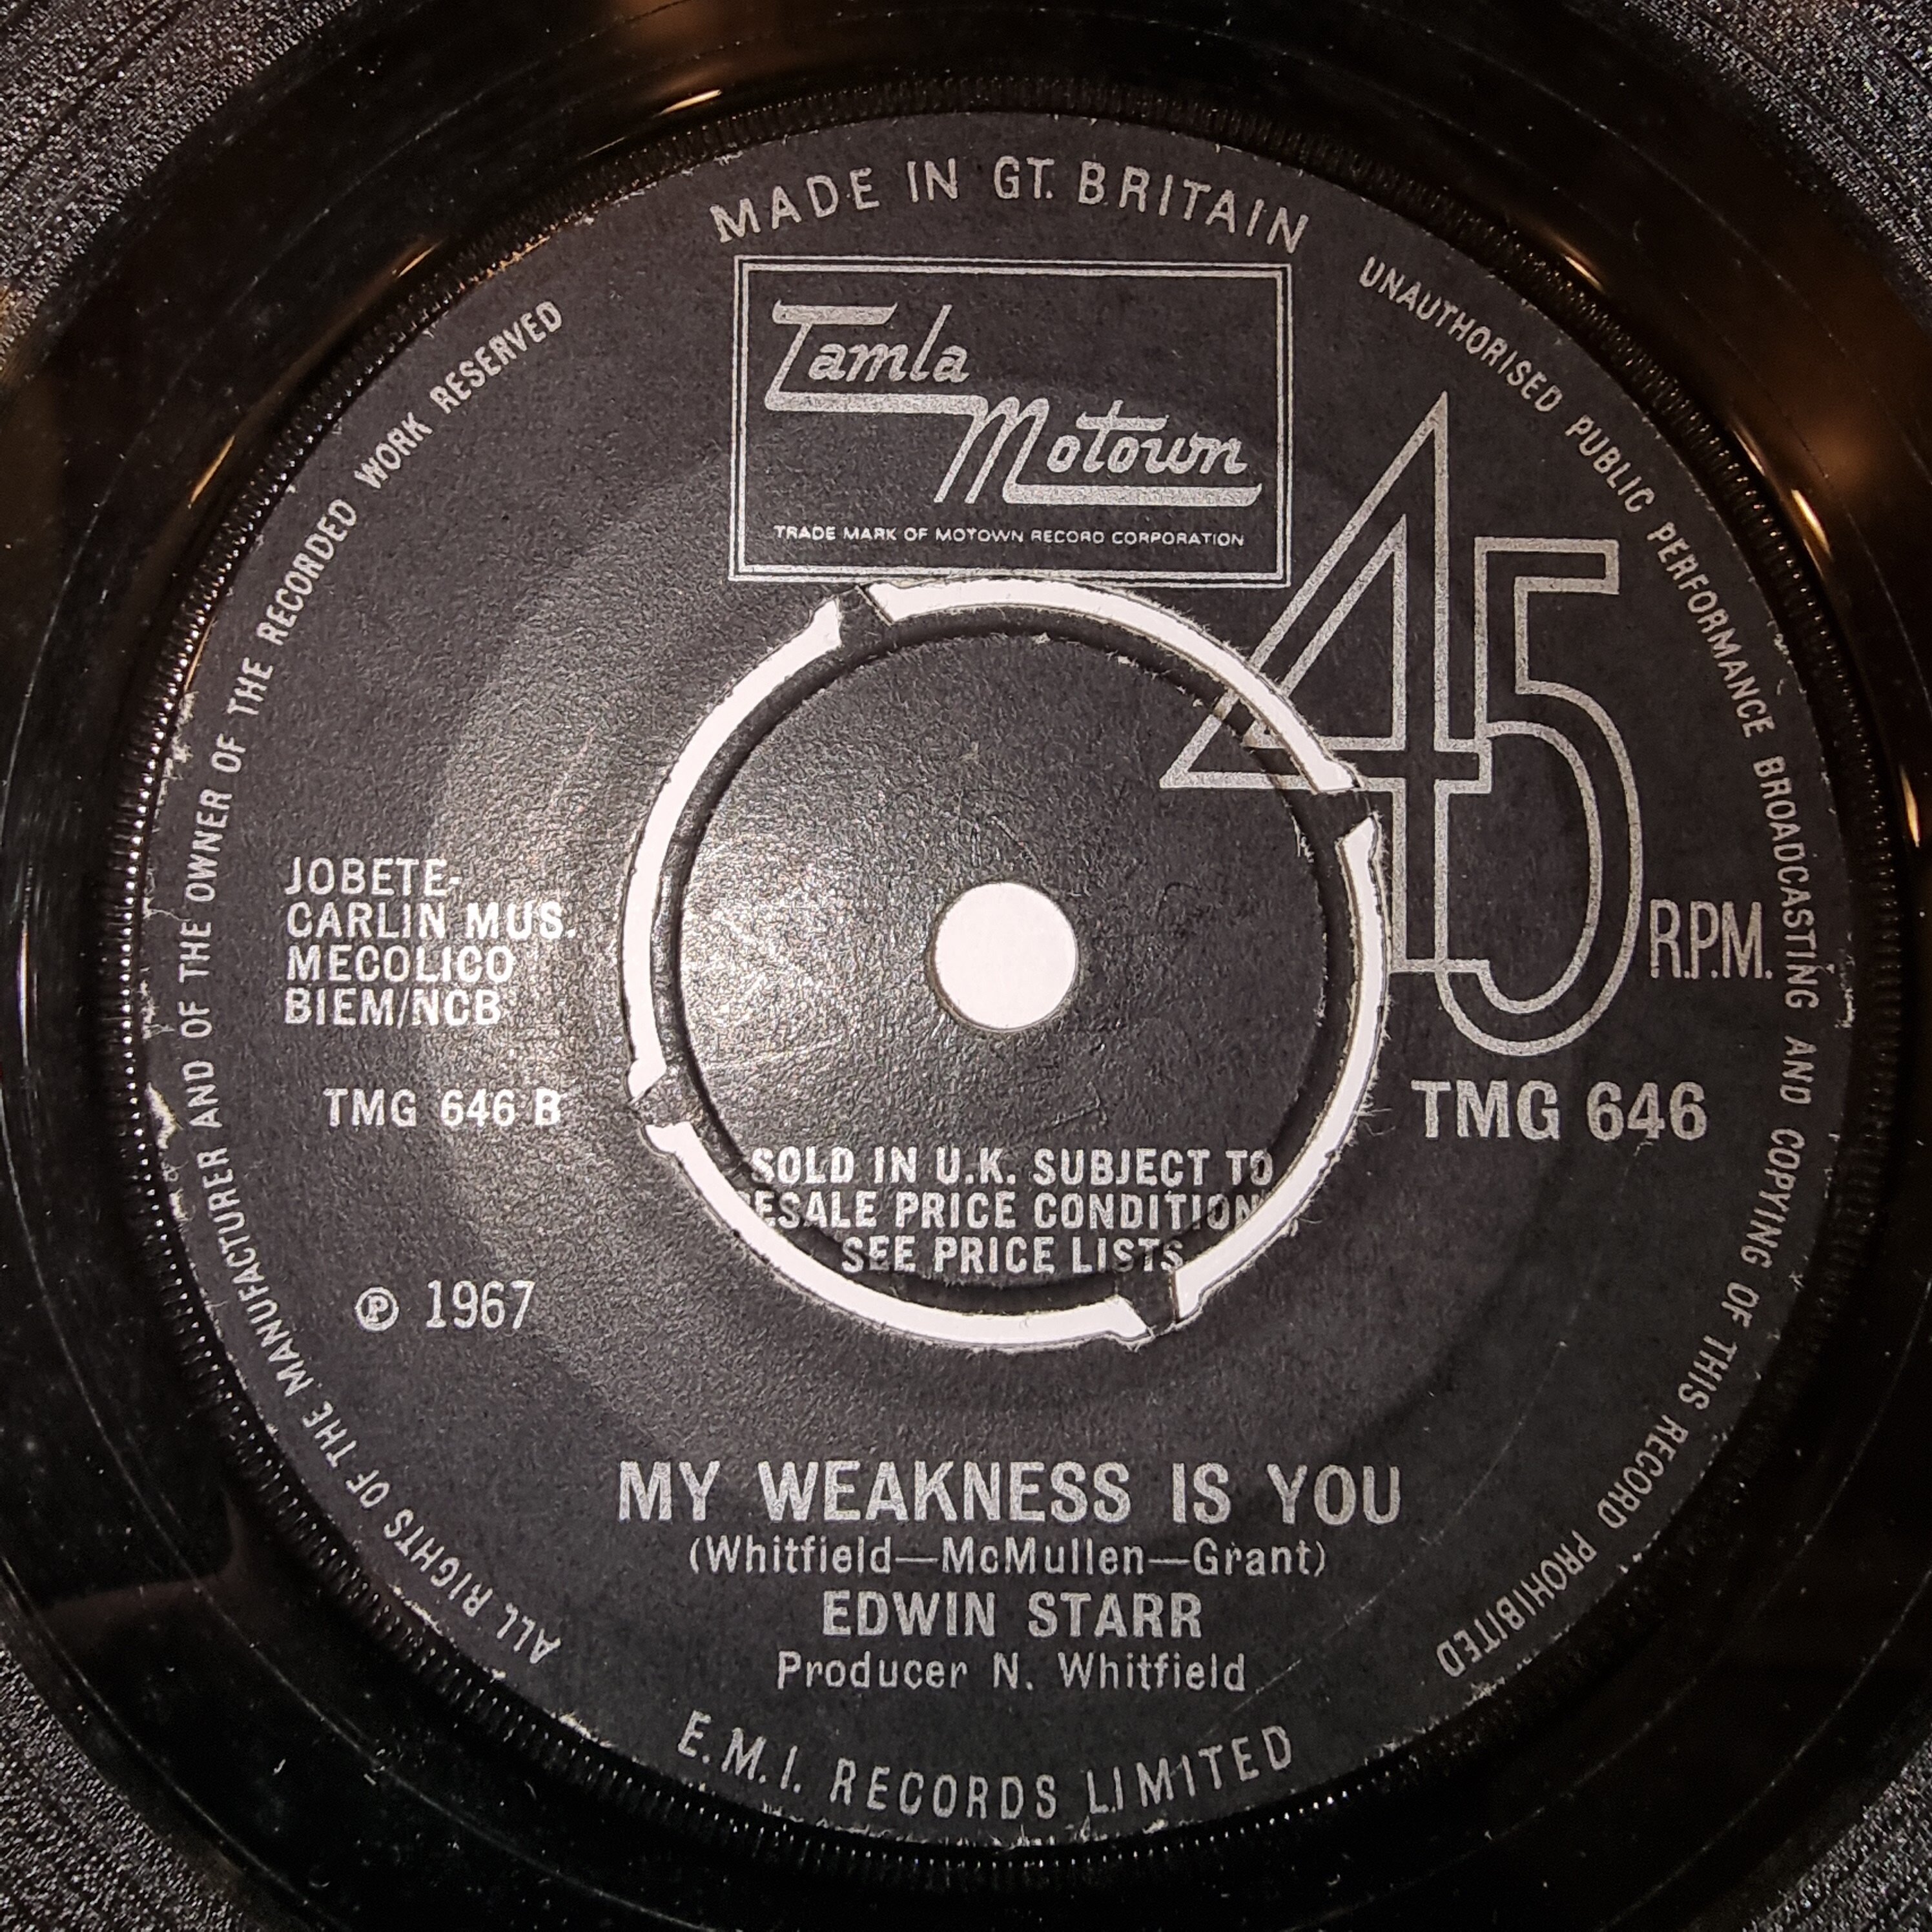 MADE IN GT. BRITAIN
Tamla
Motown
TRADE MARK OF MOTOWN RECORD CORPORATION
UNAUTHORISED PUBLIC PERFORMANCE BROADCASTING AND COPYING OF THIS RECORD PROHIBITED
ALL RIGHTS OF THE MANUFACTURER AND OF THE OWNER OF THE RECORDED WORK RESERVED
45
R.P.M.
JOBETE-
CARLIN MUS.
MECOLICO
BIEM/NCB
TMG 646 B
TMG 646
SOLD IN U.K. SUBJECT TO
ESALE PRICE CONDITION
SEE PRICE LISTS
℗ 1967
MY WEAKNESS IS YOU
(Whitfield—McMullen—Grant)
EDWIN STARR
Producer N. Whitfield
E.M.I. RECORDS LIMITED